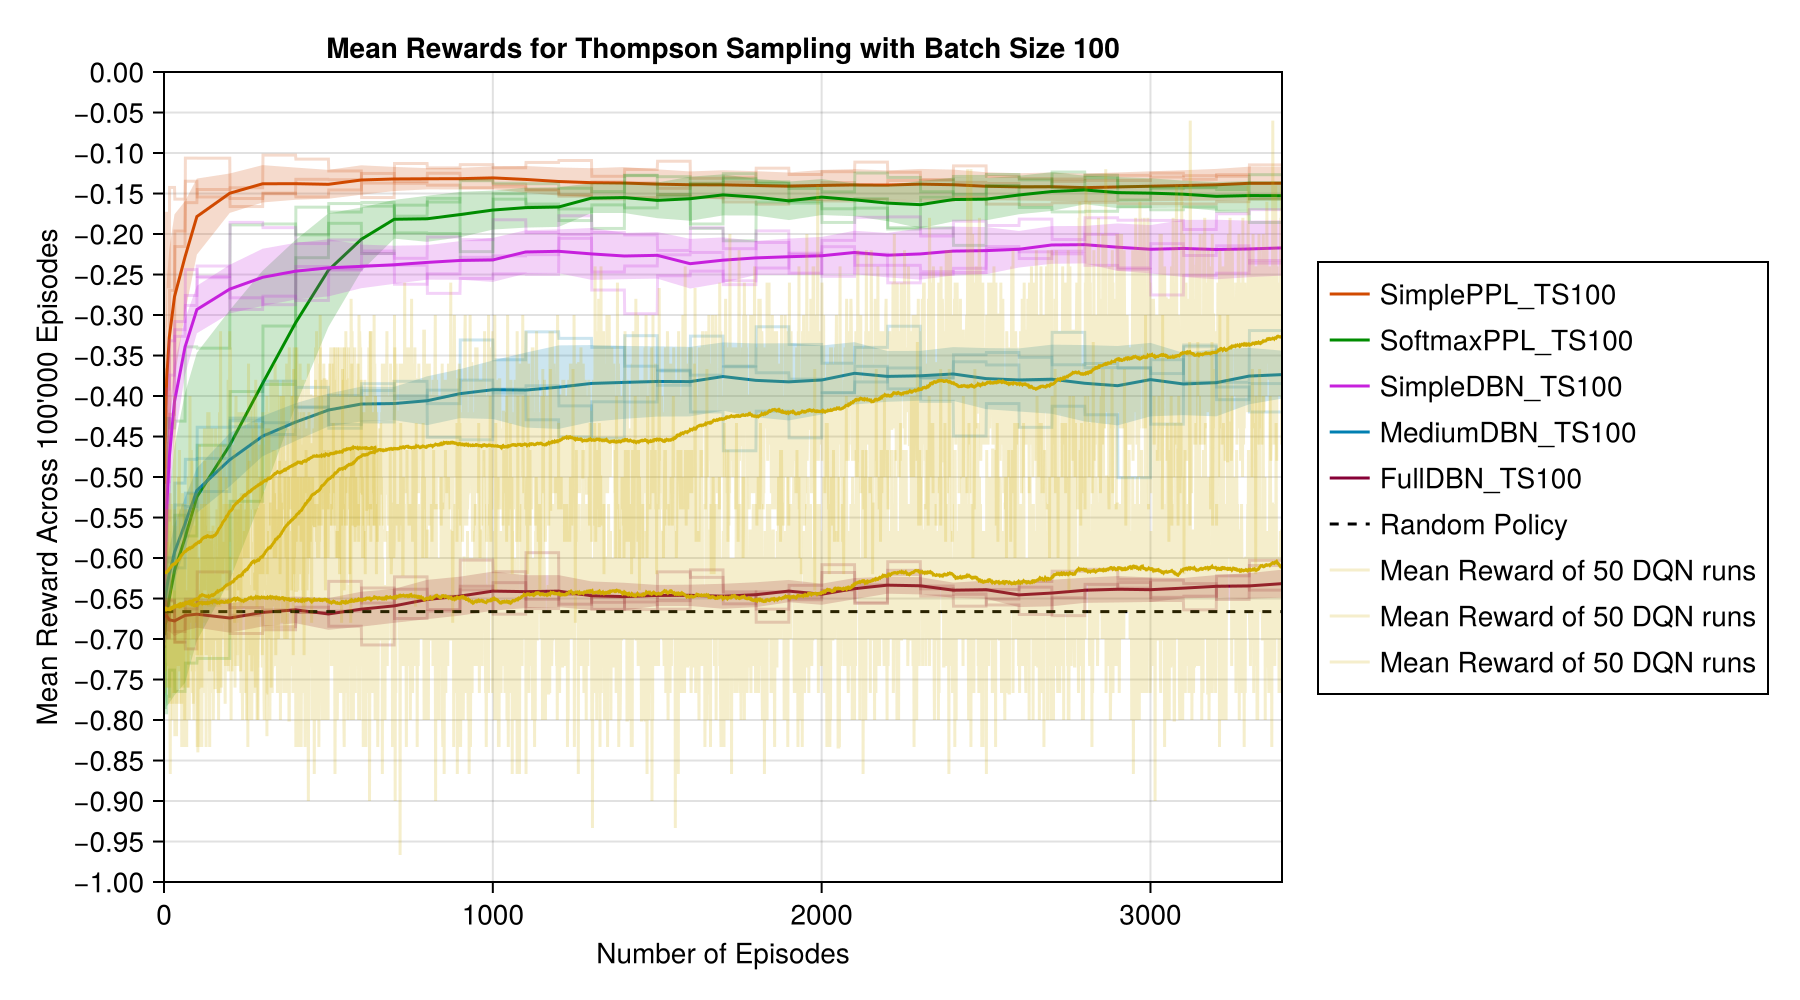 Mean Rewards for Thompson Sampling with Batch Size 100
Mean Reward Across 100'000 Episodes
0.00
−0.05
−0.10
−0.15
−0.20
−0.25
−0.30
−0.35
−0.40
−0.45
−0.50
−0.55
−0.60
−0.65
−0.70
−0.75
−0.80
−0.85
−0.90
−0.95
−1.00
0 1000 2000 3000
Number of Episodes
SimplePPL_TS100
SoftmaxPPL_TS100
SimpleDBN_TS100
MediumDBN_TS100
FullDBN_TS100
Random Policy
Mean Reward of 50 DQN runs
Mean Reward of 50 DQN runs
Mean Reward of 50 DQN runs